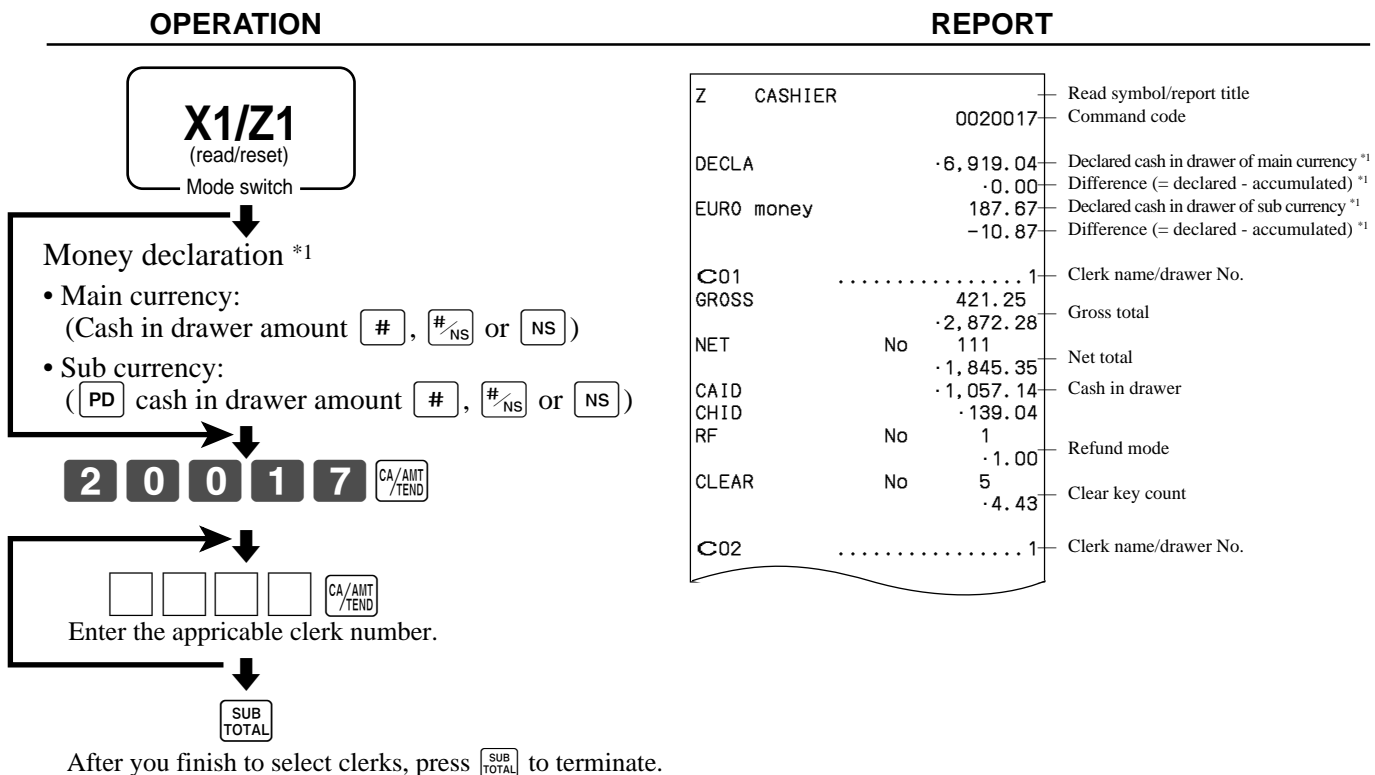 OPERATION
X1/Z1
(read/reset)
Mode switch
Money declaration *1
• Main currency:
(Cash in drawer amount #, #/NS or NS)
• Sub currency:
(PD cash in drawer amount #, #/NS or NS)
2 0 0 1 7 CA/AMT/TEND
CA/AMT/TEND
Enter the appricable clerk number.
SUB TOTAL
After you finish to select clerks, press SUB TOTAL to terminate.
REPORT
Z CASHIER Read symbol/report title
0020017 Command code
DECLA ·6,919.04 Declared cash in drawer of main currency *1
·0.00 Difference (= declared - accumulated) *1
EURO money 187.67 Declared cash in drawer of sub currency *1
-10.87 Difference (= declared - accumulated) *1
C01 ................1 Clerk name/drawer No.
GROSS 421.25
Gross total
·2,872.28
NET No 111
Net total
·1,845.35
CAID ·1,057.14 Cash in drawer
CHID ·139.04
RF No 1
Refund mode
·1.00
CLEAR No 5
Clear key count
·4.43
C02 ................1 Clerk name/drawer No.